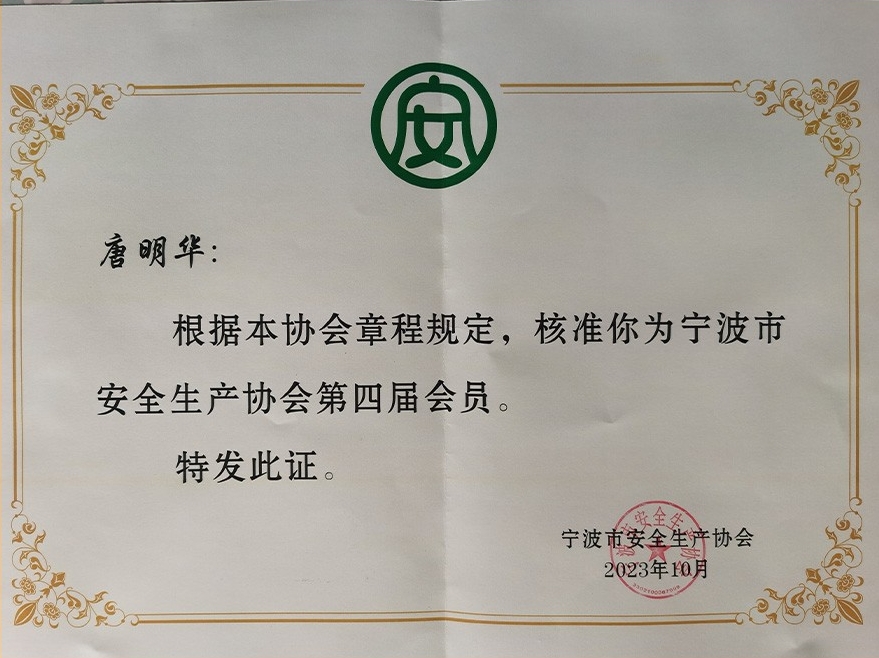 安
唐明华：
根据本协会章程规定，核准你为宁波市
安全生产协会第四届会员。
特发此证。
宁波市安全生产协会
2023年10月